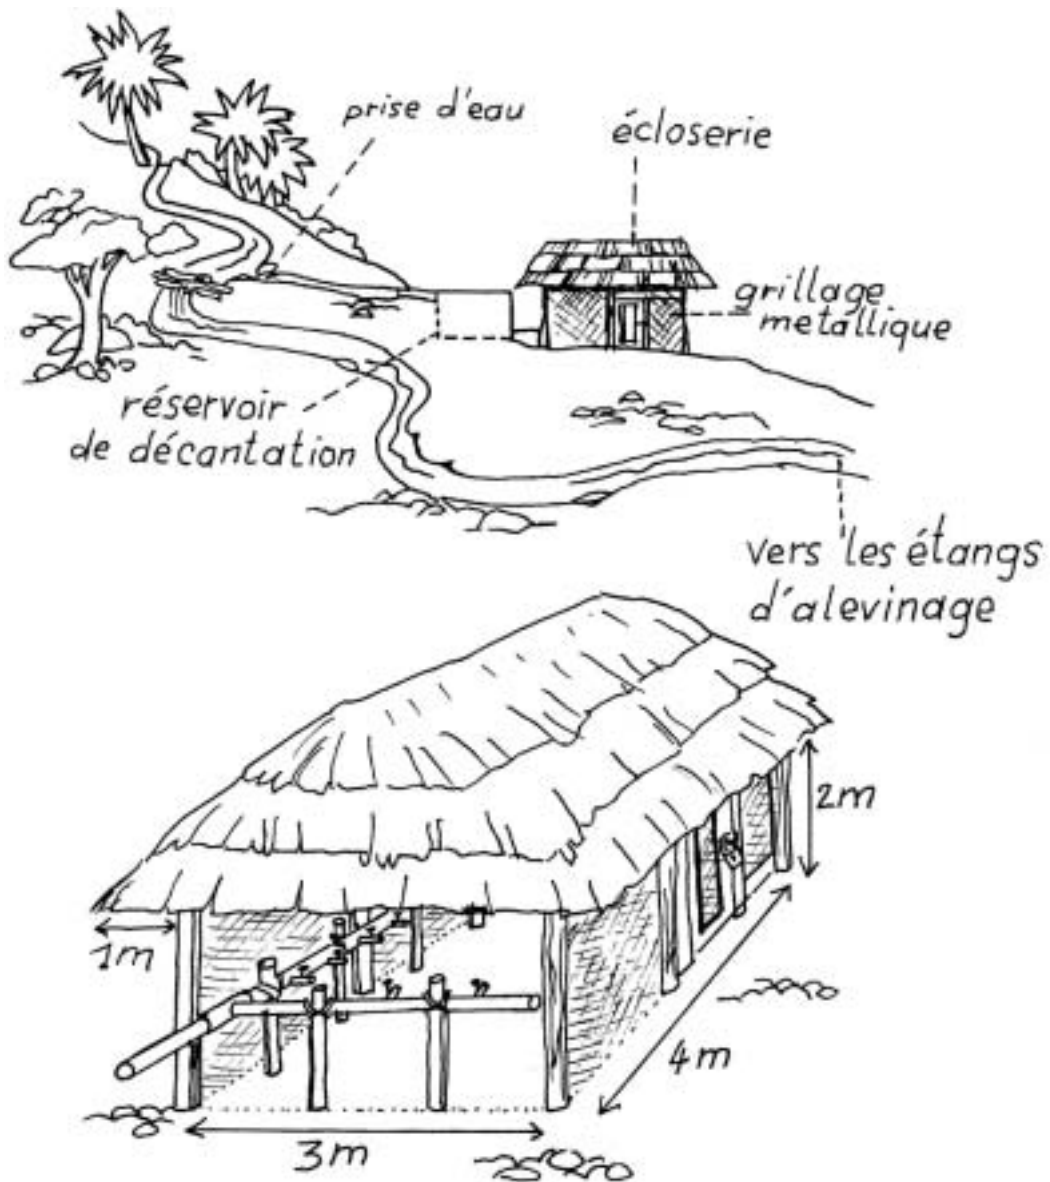 prise d'eau
écloserie
grillage
metallique
réservoir
de décantation
vers les étangs
d'alevinage
2m
1m
4m
3m